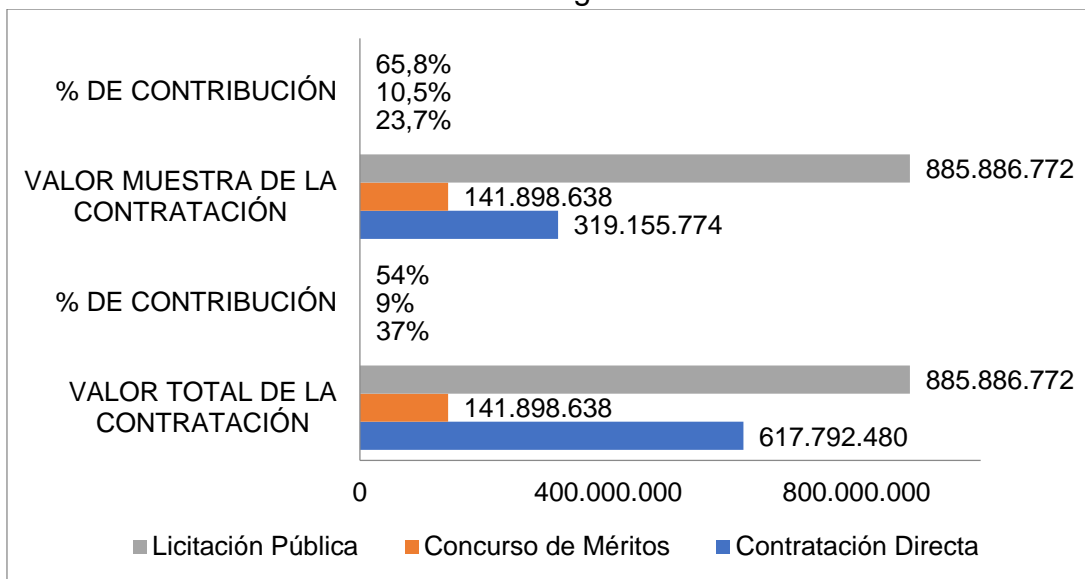 g
65,8%
% DE CONTRIBUCIÓN
10,5%
23,7%
VALOR MUESTRA DE LA CONTRATACIÓN
885.886.772
141.898.638
319.155.774
54%
% DE CONTRIBUCIÓN
9%
37%
VALOR TOTAL DE LA CONTRATACIÓN
885.886.772
141.898.638
617.792.480
0 400.000.000 800.000.000
Licitación Pública Concurso de Méritos Contratación Directa